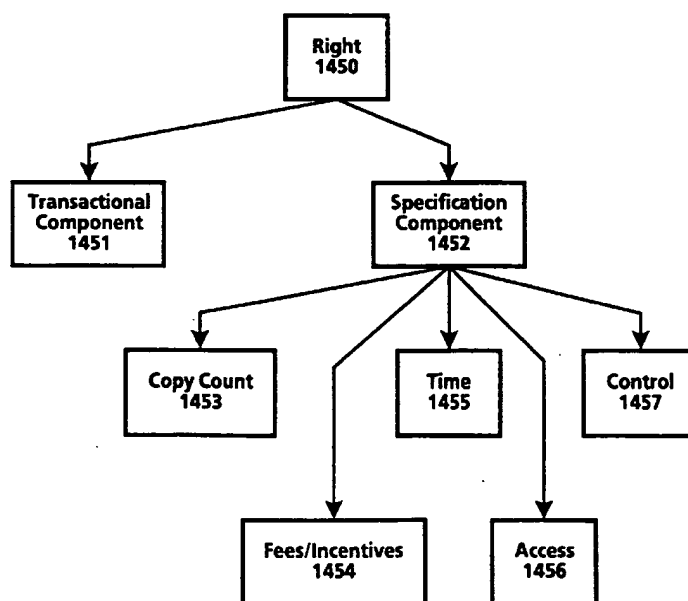 Right
1450
Transactional
Component
1451
Specification
Component
1452
Copy Count
1453
Time
1455
Control
1457
Fees/Incentives
1454
Access
1456